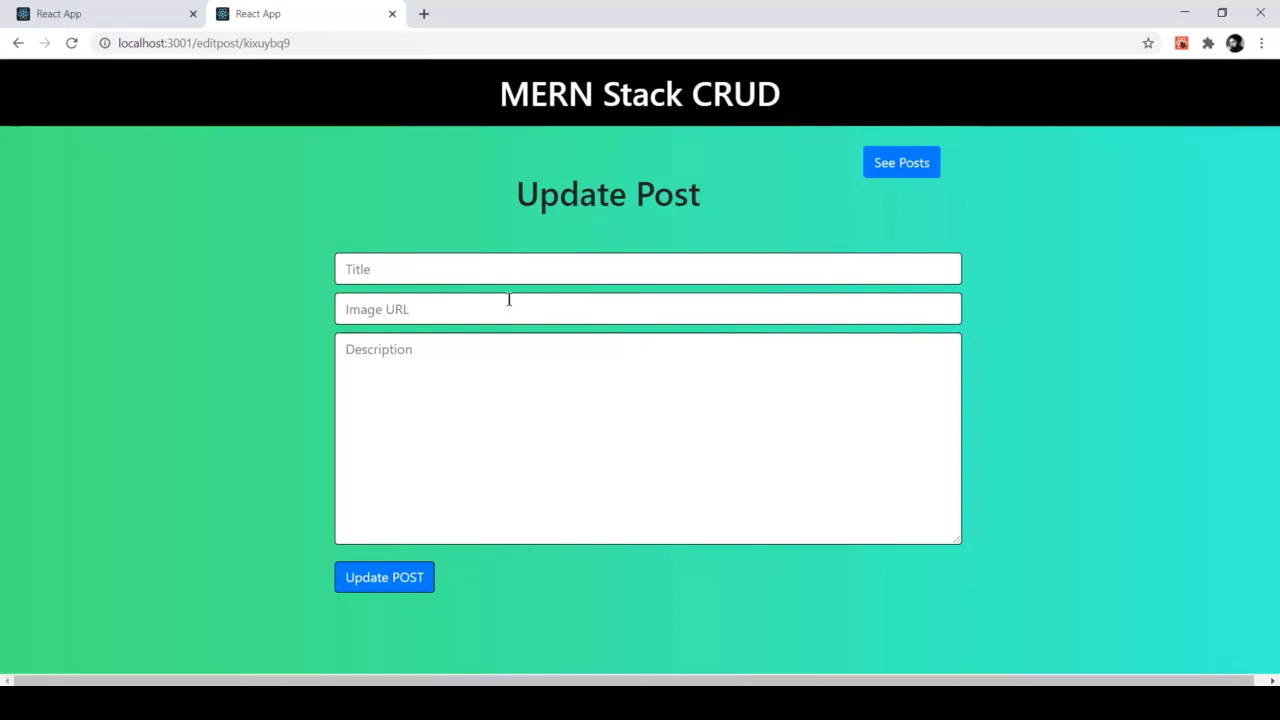 React App
React App
localhost:3001/editpost/kixuybq9
MERN Stack CRUD
See Posts
Update Post
Title
Image URL
Description
Update POST